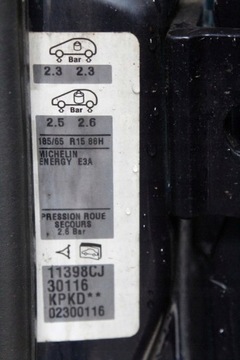 Bar
2.3 2.3
Bar
2.5 2.6
185/65 R15 88H
MICHELIN
ENERGY E3A
PRESSION ROUE
SECOURS
2.6 Bar
11398CJ
30116
KPKD**
02300116